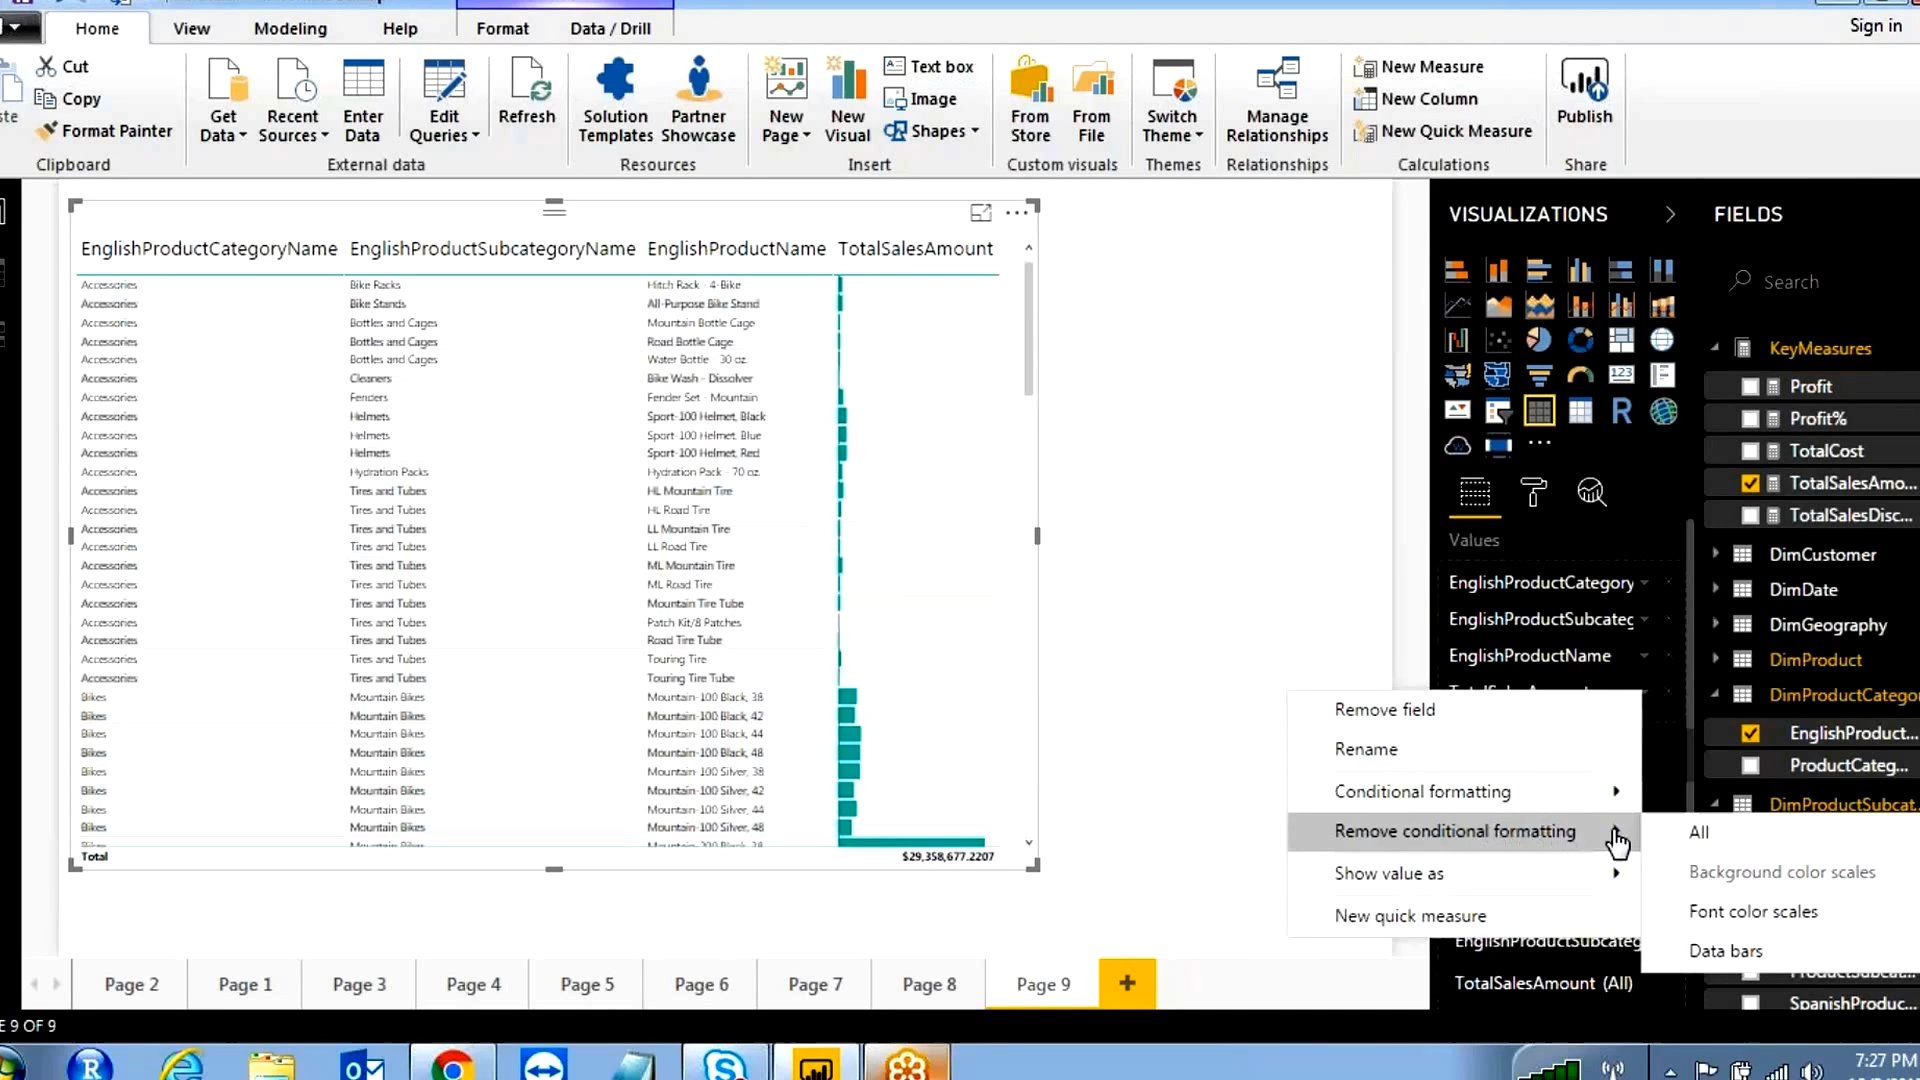 Home View Modeling Help Format Data / Drill Sign in
Cut
Copy
Format Painter
Clipboard
Get Data
Recent Sources
Enter Data
Edit Queries
External data
Refresh
Solution Templates
Partner Showcase
Resources
New Page
New Visual
Text box
Image
Shapes
Insert
From Store
From File
Custom visuals
Switch Theme
Themes
Manage Relationships
Relationships
New Measure
New Column
New Quick Measure
Calculations
Publish
Share
EnglishProductCategoryName EnglishProductSubcategoryName EnglishProductName TotalSalesAmount
Accessories Bike Racks Hitch Rack - 4-Bike
Accessories Bike Stands All-Purpose Bike Stand
Accessories Bottles and Cages Mountain Bottle Cage
Accessories Bottles and Cages Road Bottle Cage
Accessories Bottles and Cages Water Bottle - 30 oz.
Accessories Cleaners Bike Wash - Dissolver
Accessories Fenders Fender Set - Mountain
Accessories Helmets Sport-100 Helmet, Black
Accessories Helmets Sport-100 Helmet, Blue
Accessories Helmets Sport-100 Helmet, Red
Accessories Hydration Packs Hydration Pack - 70 oz.
Accessories Tires and Tubes HL Mountain Tire
Accessories Tires and Tubes HL Road Tire
Accessories Tires and Tubes LL Mountain Tire
Accessories Tires and Tubes LL Road Tire
Accessories Tires and Tubes ML Mountain Tire
Accessories Tires and Tubes ML Road Tire
Accessories Tires and Tubes Mountain Tire Tube
Accessories Tires and Tubes Patch Kit/8 Patches
Accessories Tires and Tubes Road Tire Tube
Accessories Tires and Tubes Touring Tire
Accessories Tires and Tubes Touring Tire Tube
Bikes Mountain Bikes Mountain-100 Black, 38
Bikes Mountain Bikes Mountain-100 Black, 42
Bikes Mountain Bikes Mountain-100 Black, 44
Bikes Mountain Bikes Mountain-100 Black, 48
Bikes Mountain Bikes Mountain-100 Silver, 38
Bikes Mountain Bikes Mountain-100 Silver, 42
Bikes Mountain Bikes Mountain-100 Silver, 44
Bikes Mountain Bikes Mountain-100 Silver, 48
Total $29,358,677.2207
VISUALIZATIONS
123
R
Values
EnglishProductCategory
EnglishProductSubcateg
EnglishProductName
Remove field
Rename
Conditional formatting
Remove conditional formatting
Show value as
New quick measure
All
Background color scales
Font color scales
Data bars
EnglishProductSubcateg
TotalSalesAmount (All)
FIELDS
Search
KeyMeasures
Profit
Profit%
TotalCost
TotalSalesAmo...
TotalSalesDisc...
DimCustomer
DimDate
DimGeography
DimProduct
DimProductCatego
EnglishProduct...
ProductCateg...
DimProductSubcat.
SpanishProduc...
Page 2 Page 1 Page 3 Page 4 Page 5 Page 6 Page 7 Page 8 Page 9
E 9 OF 9
7:27 PM